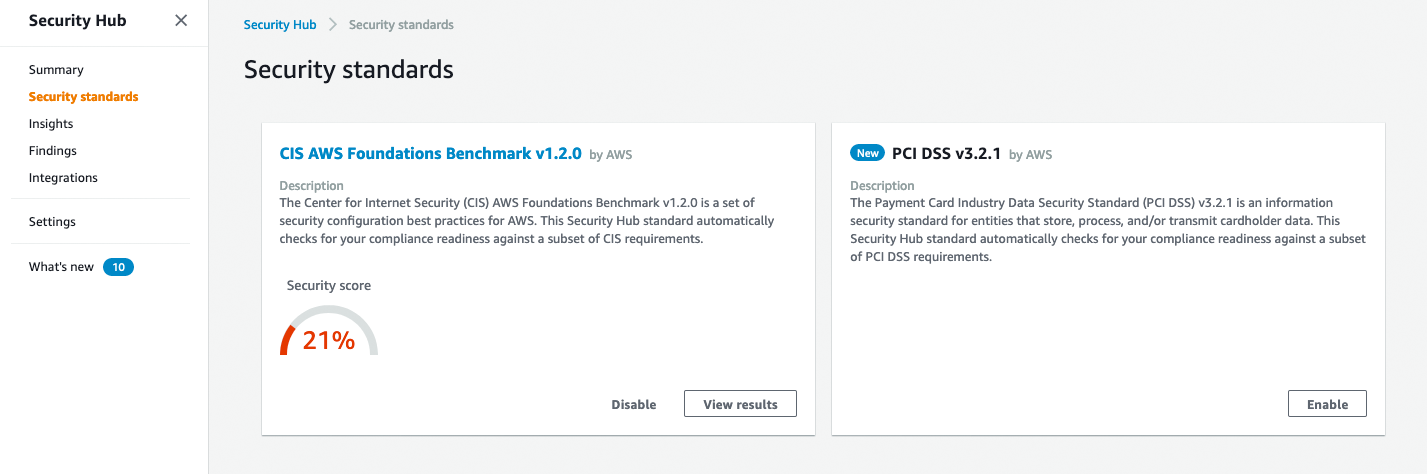 Security Hub
Summary
Security standards
Insights
Findings
Integrations
Settings
What's new 10
Security Hub Security standards
Security standards
CIS AWS Foundations Benchmark v1.2.0 by AWS
Description
The Center for Internet Security (CIS) AWS Foundations Benchmark v1.2.0 is a set of
security configuration best practices for AWS. This Security Hub standard automatically
checks for your compliance readiness against a subset of CIS requirements.
Security score
21%
Disable View results
New PCI DSS v3.2.1 by AWS
Description
The Payment Card Industry Data Security Standard (PCI DSS) v3.2.1 is an information
security standard for entities that store, process, and/or transmit cardholder data. This
Security Hub standard automatically checks for your compliance readiness against a subset
of PCI DSS requirements.
Enable